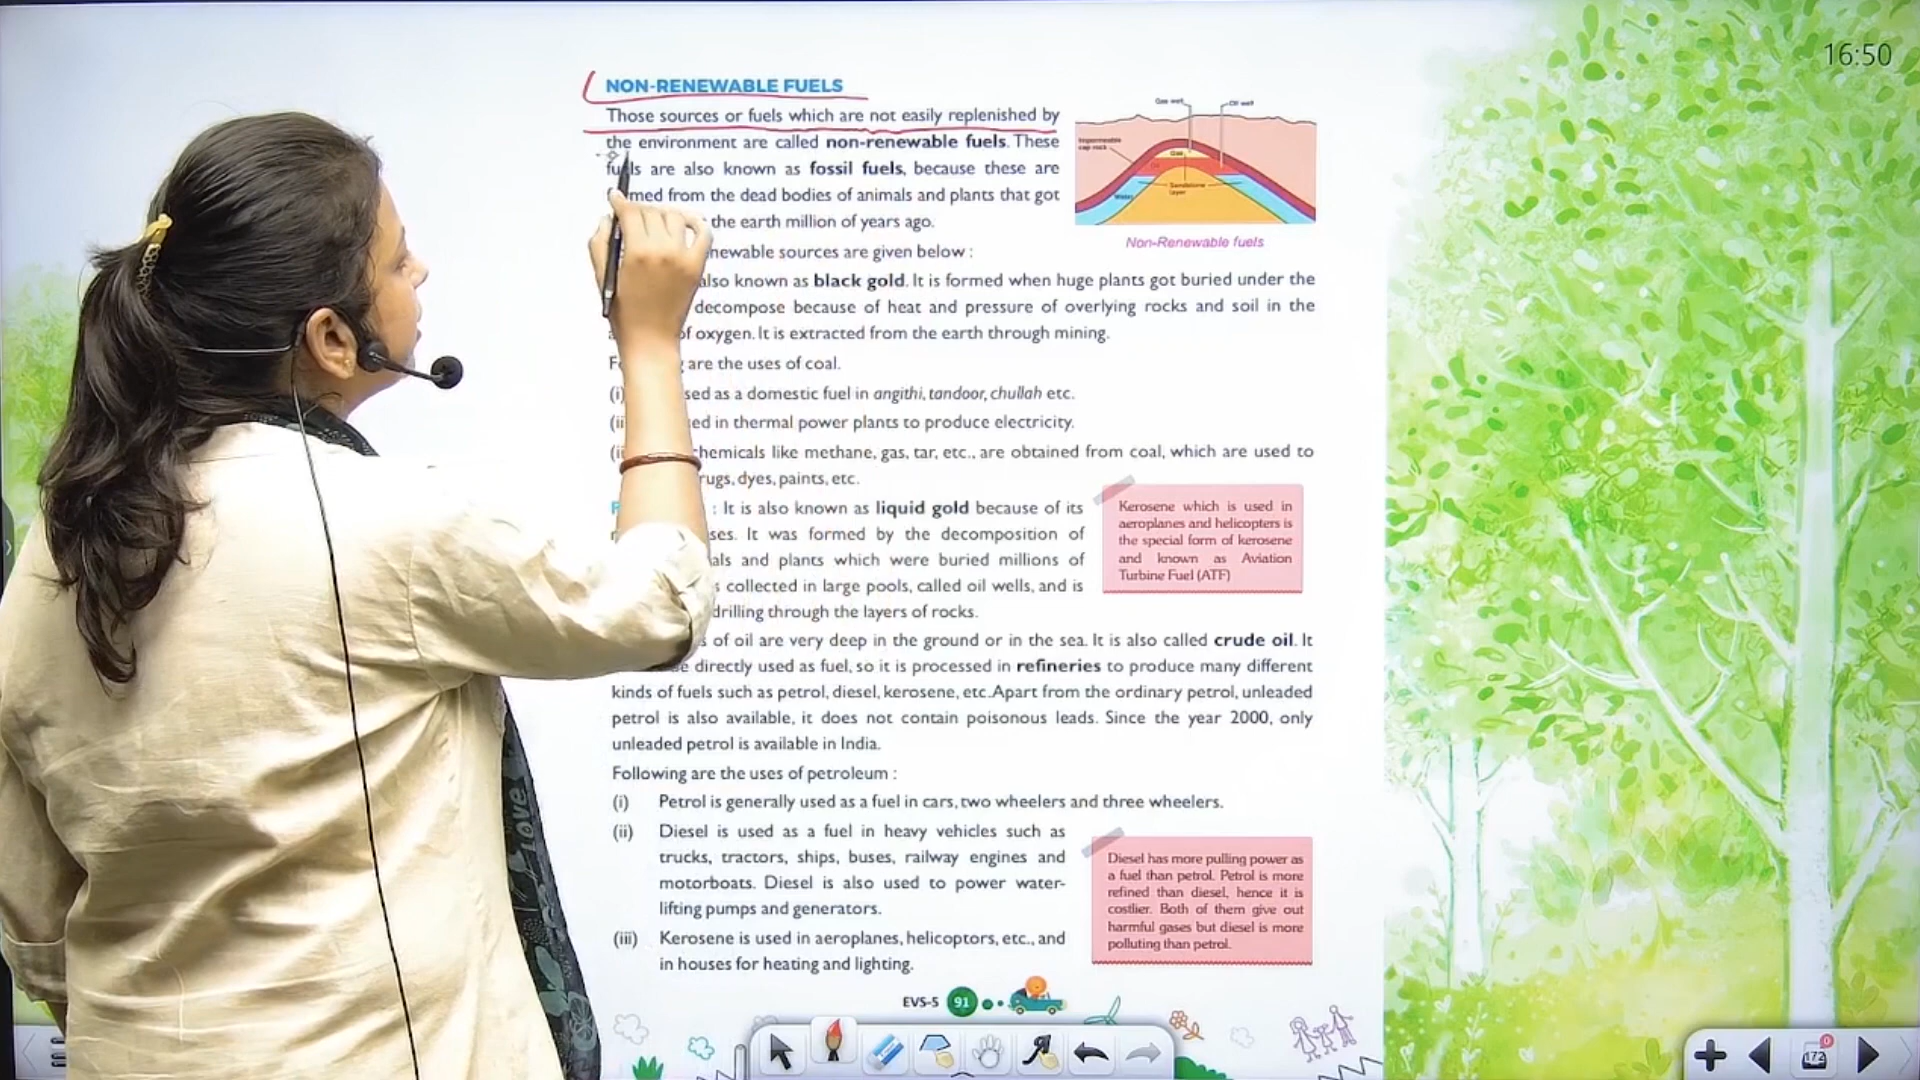 16:50
NON-RENEWABLE FUELS
Those sources or fuels which are not easily replenished by
the environment are called non-renewable fuels. These
are also known as fossil fuels, because these are
from the dead bodies of animals and plants that got
the earth million of years ago.
sources are given below :
also known as black gold. It is formed when huge plants got buried under the
decompose because of heat and pressure of overlying rocks and soil in the
of oxygen. It is extracted from the earth through mining.
are the uses of coal.
(i) as a domestic fuel in angithi, tandoor, chullah etc.
in thermal power plants to produce electricity.
like methane, gas, tar, etc., are obtained from coal, which are used to
dyes, paints, etc.
: It is also known as liquid gold because of its
It was formed by the decomposition of
and plants which were buried millions of
collected in large pools, called oil wells, and is
drilling through the layers of rocks.
of oil are very deep in the ground or in the sea. It is also called crude oil. It
directly used as fuel, so it is processed in refineries to produce many different
kinds of fuels such as petrol, diesel, kerosene, etc. Apart from the ordinary petrol, unleaded
petrol is also available, it does not contain poisonous leads. Since the year 2000, only
unleaded petrol is available in India.
Following are the uses of petroleum :
(i) Petrol is generally used as a fuel in cars, two wheelers and three wheelers.
(ii) Diesel is used as a fuel in heavy vehicles such as
trucks, tractors, ships, buses, railway engines and
motorboats. Diesel is also used to power water-
lifting pumps and generators.
(iii) Kerosene is used in aeroplanes, helicoptors, etc., and
in houses for heating and lighting.
Gas well
Oil well
Impermeable
cap rock
Gas
Oil
Sandstone
layer
Water
Non-Renewable fuels
Kerosene which is used in
aeroplanes and helicopters is
the special form of kerosene
and known as Aviation
Turbine Fuel (ATF)
Diesel has more pulling power as
a fuel than petrol. Petrol is more
refined than diesel, hence it is
costlier. Both of them give out
harmful gases but diesel is more
polluting than petrol.
EVS-5 91
LOVE
0
172